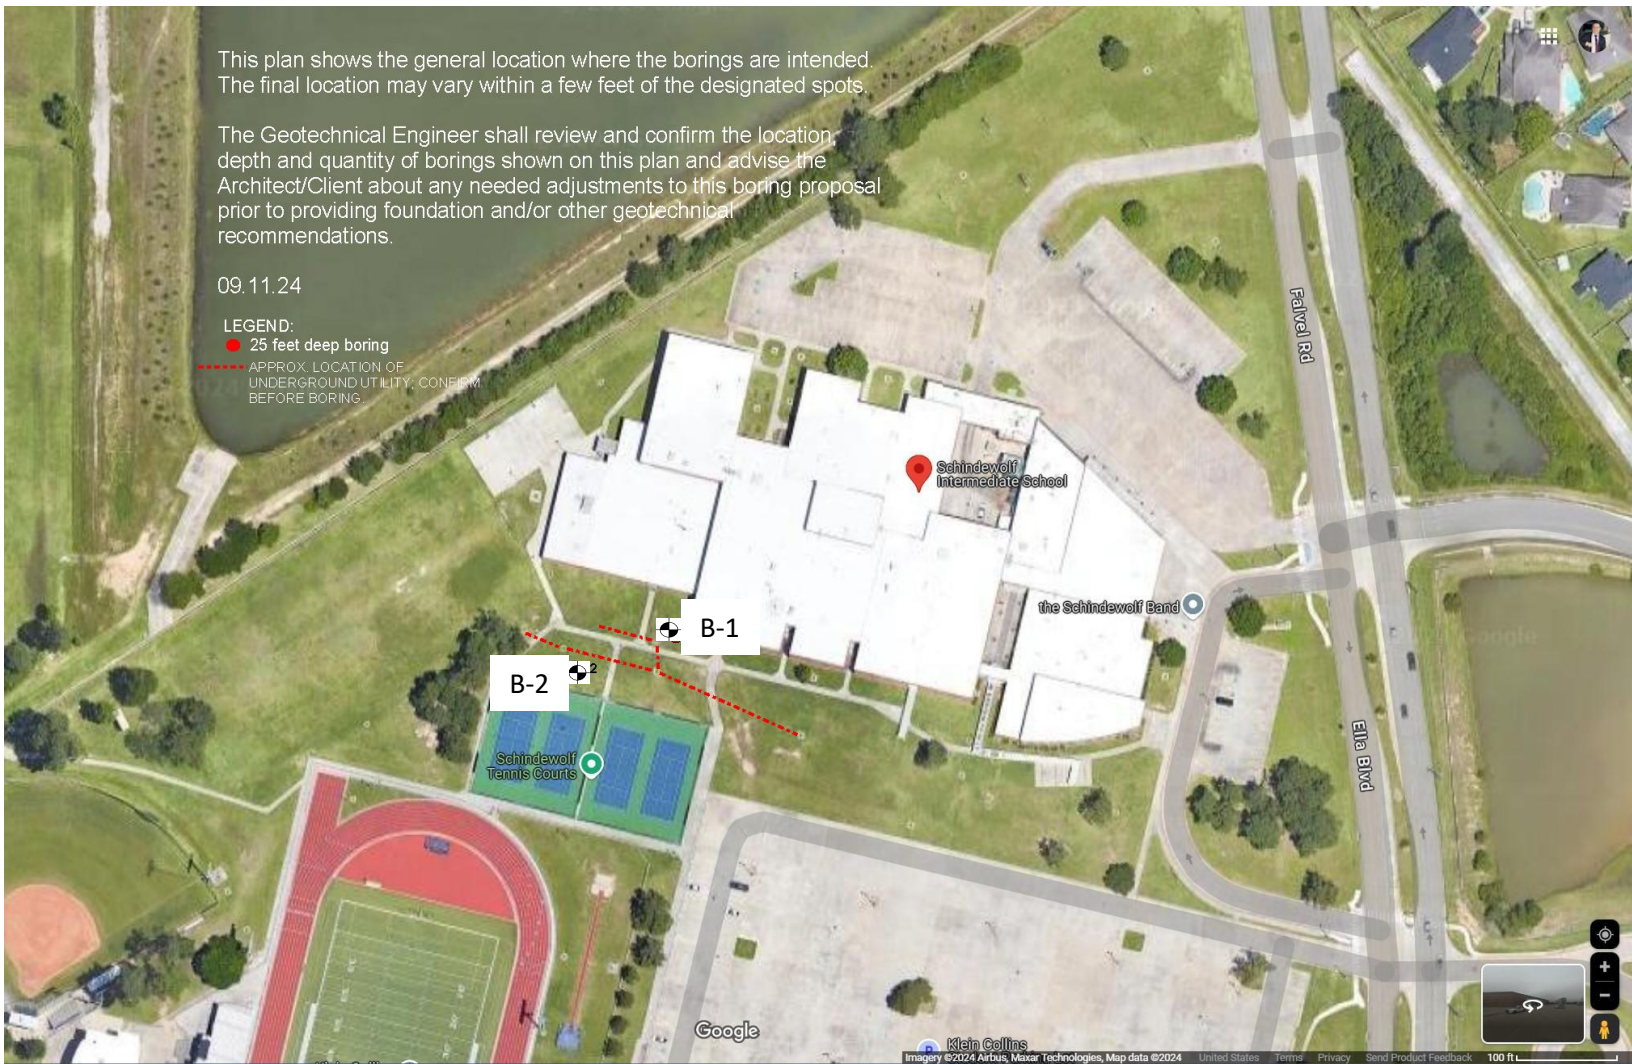 This plan shows the general location where the borings are intended.
The final location may vary within a few feet of the designated spots.
The Geotechnical Engineer shall review and confirm the location,
depth and quantity of borings shown on this plan and advise the
Architect/Client about any needed adjustments to this boring proposal
prior to providing foundation and/or other geotechnical
recommendations.
09.11.24
LEGEND:
25 feet deep boring
APPROX. LOCATION OF
UNDERGROUND UTILITY; CONFIRM
BEFORE BORING.
Falvel Rd
Schindewolf
Intermediate School
the Schindewolf Band
B-1
B-2
2
Schindewolf
Tennis Courts
Ella Blvd
Google
Klein Collins
Imagery ©2024 Airbus, Maxar Technologies, Map data ©2024 United States Terms Privacy Send Product Feedback 100 ft